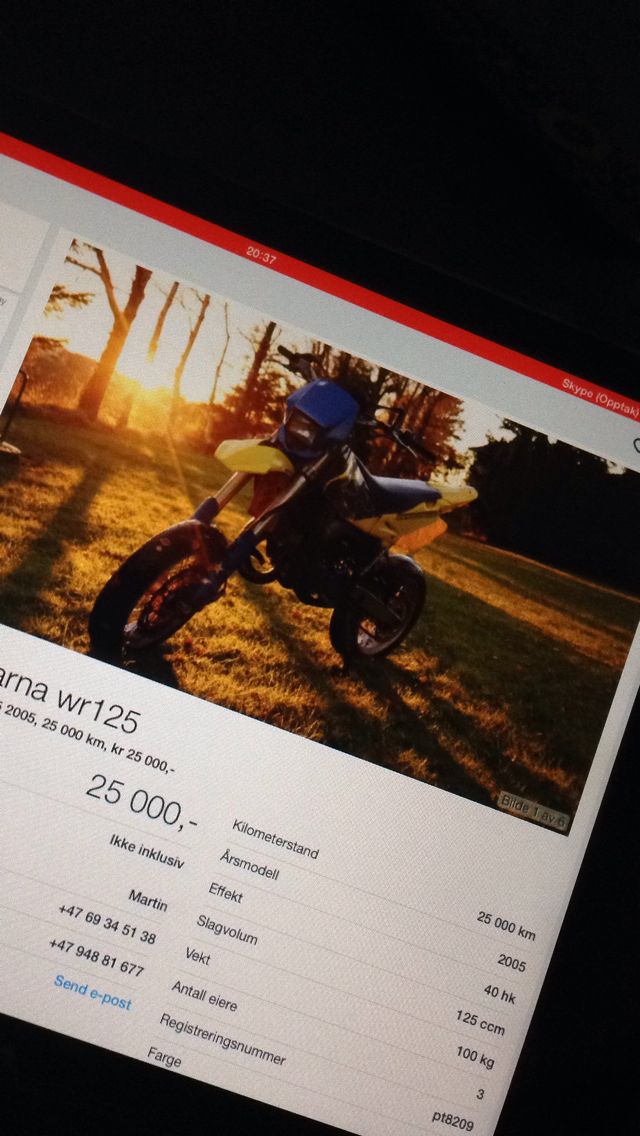 20:37
Skype (Opptak)
Bilde 1 av 6
arna wr125
2005, 25 000 km, kr 25 000,-
25 000,-
Ikke inklusiv
Martin
+47 69 34 51 38
+47 948 81 677
Send e-post
Kilometerstand 25 000 km
Årsmodell 2005
Effekt 40 hk
Slagvolum 125 ccm
Vekt 100 kg
Antall eiere 3
Registreringsnummer pt8209
Farge